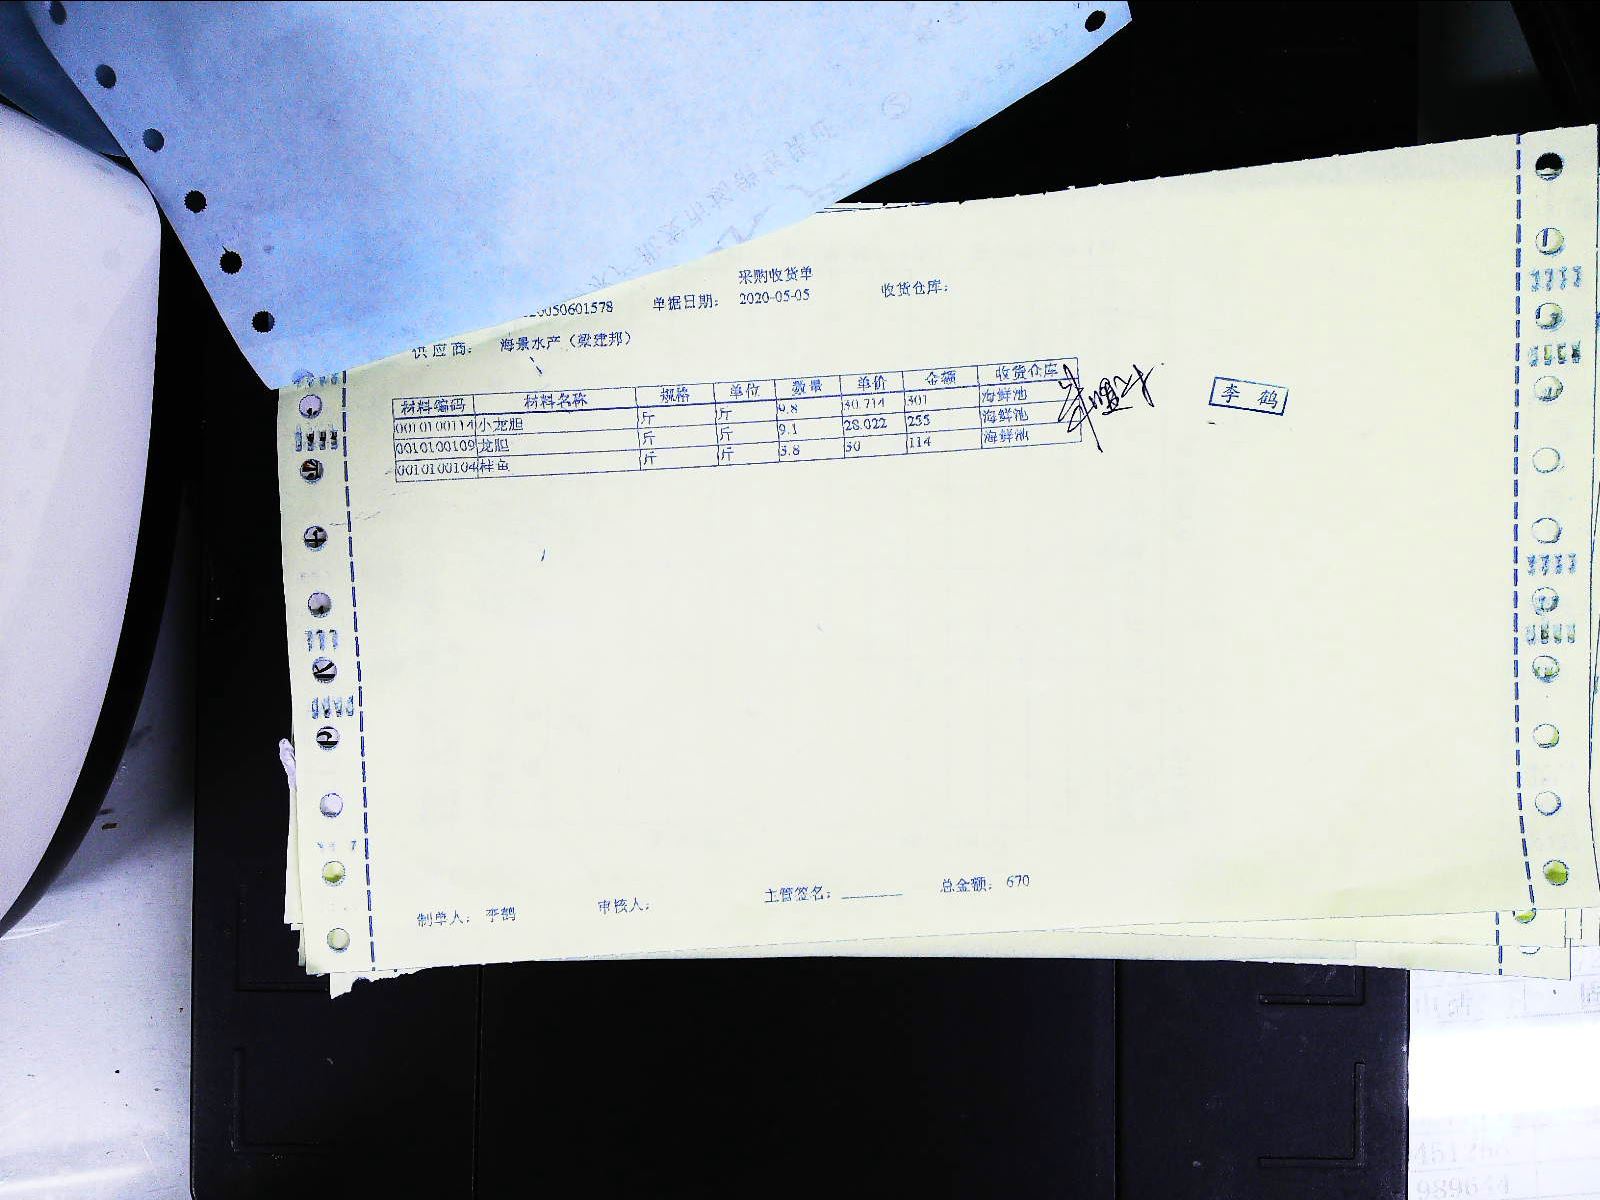 采购收货单
050601578 单据日期： 2020-05-05 收货仓库：
供应商： 海景水产（梁建邦）
材料编码 材料名称 规格 单位 数量 单价 金额 收货仓库
0010100114 小龙胆 斤 斤 9.8 30.714 301 海鲜池
0010100109 龙胆 斤 斤 9.1 28.022 255 海鲜池
0010100104 桂鱼 斤 斤 3.8 30 114 海鲜池
李鹤
制单人： 李鹤 审核人： 主管签名： 总金额： 670